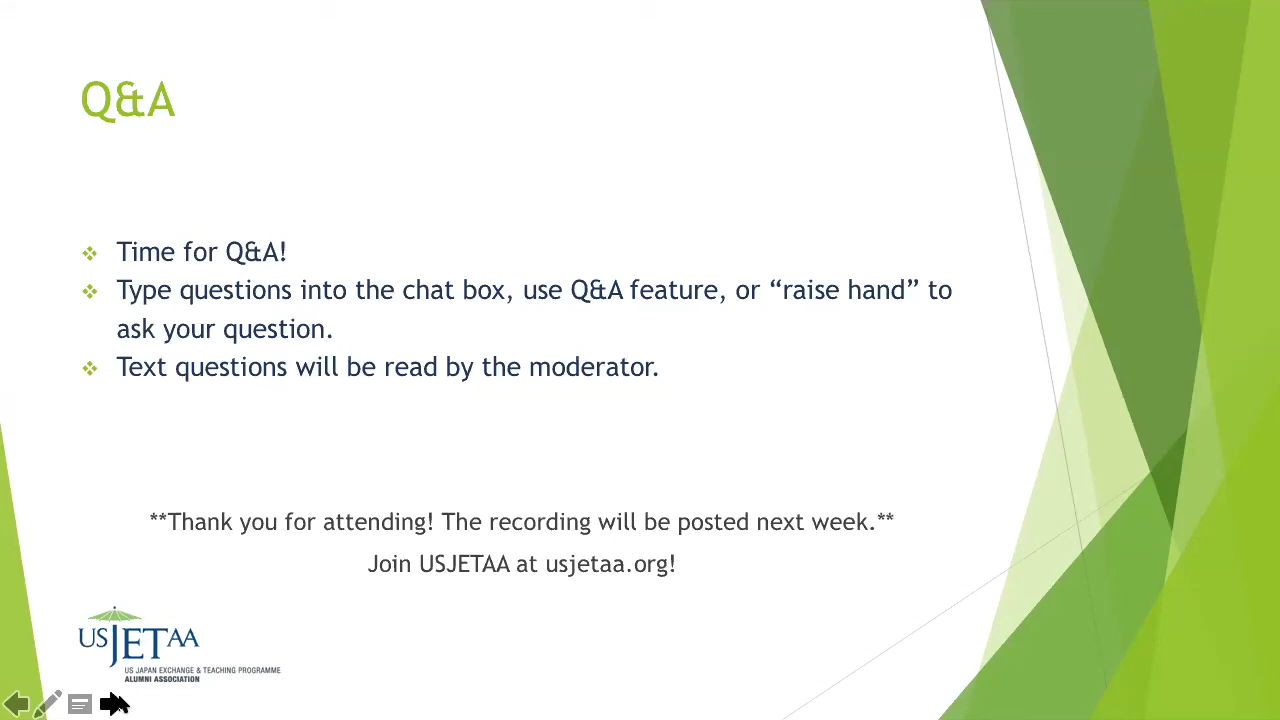 Q&A
Time for Q&A!
Type questions into the chat box, use Q&A feature, or “raise hand” to
ask your question.
Text questions will be read by the moderator.
**Thank you for attending! The recording will be posted next week.**
Join USJETAA at usjetaa.org!
US JETAA
US JAPAN EXCHANGE & TEACHING PROGRAMME
ALUMNI ASSOCIATION